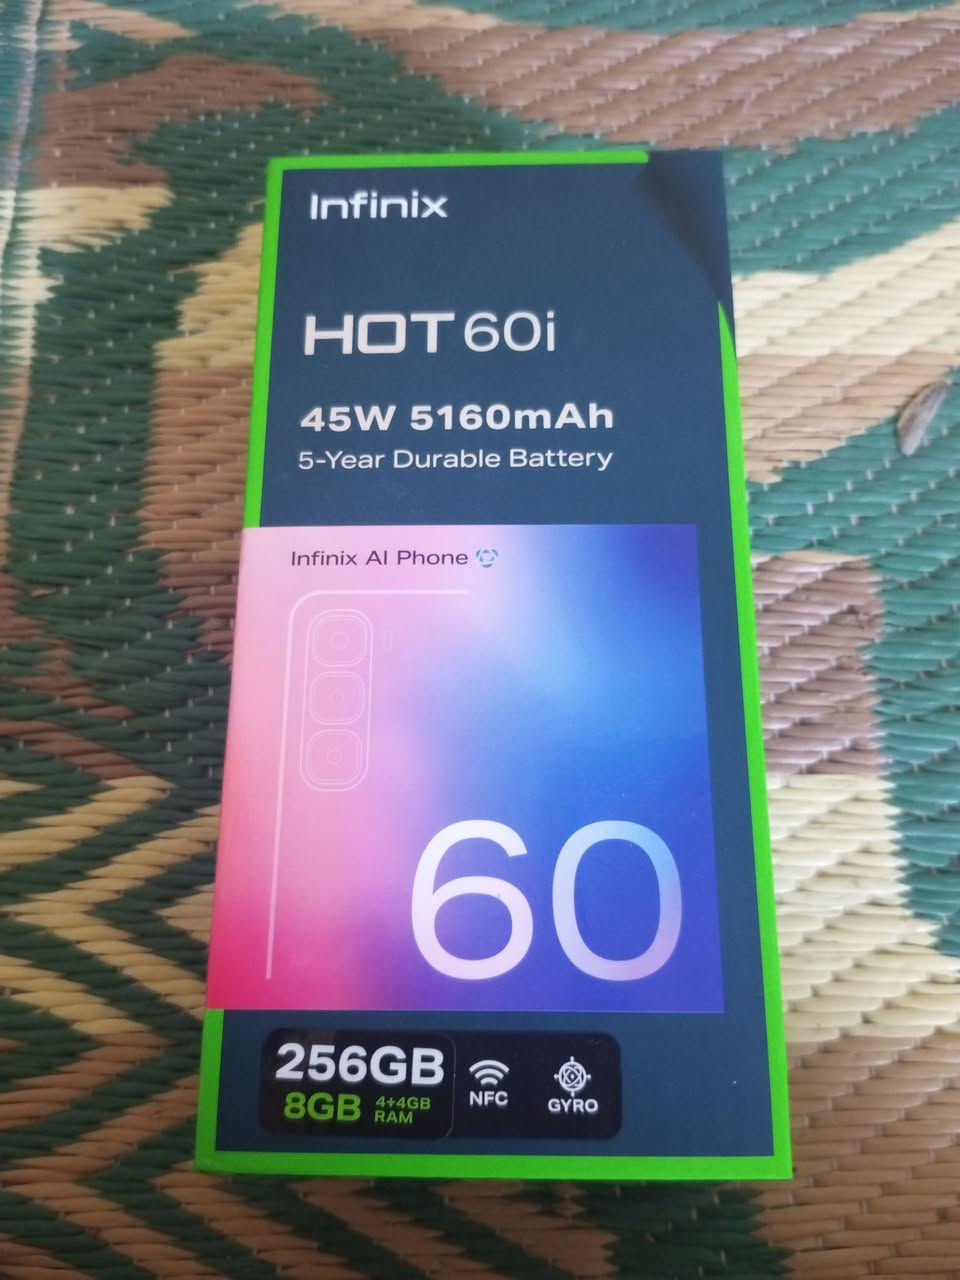 Infinix
HOT 60i
45W 5160mAh
5-Year Durable Battery
Infinix AI Phone
60
256GB
8GB 4+4GB RAM
NFC
GYRO